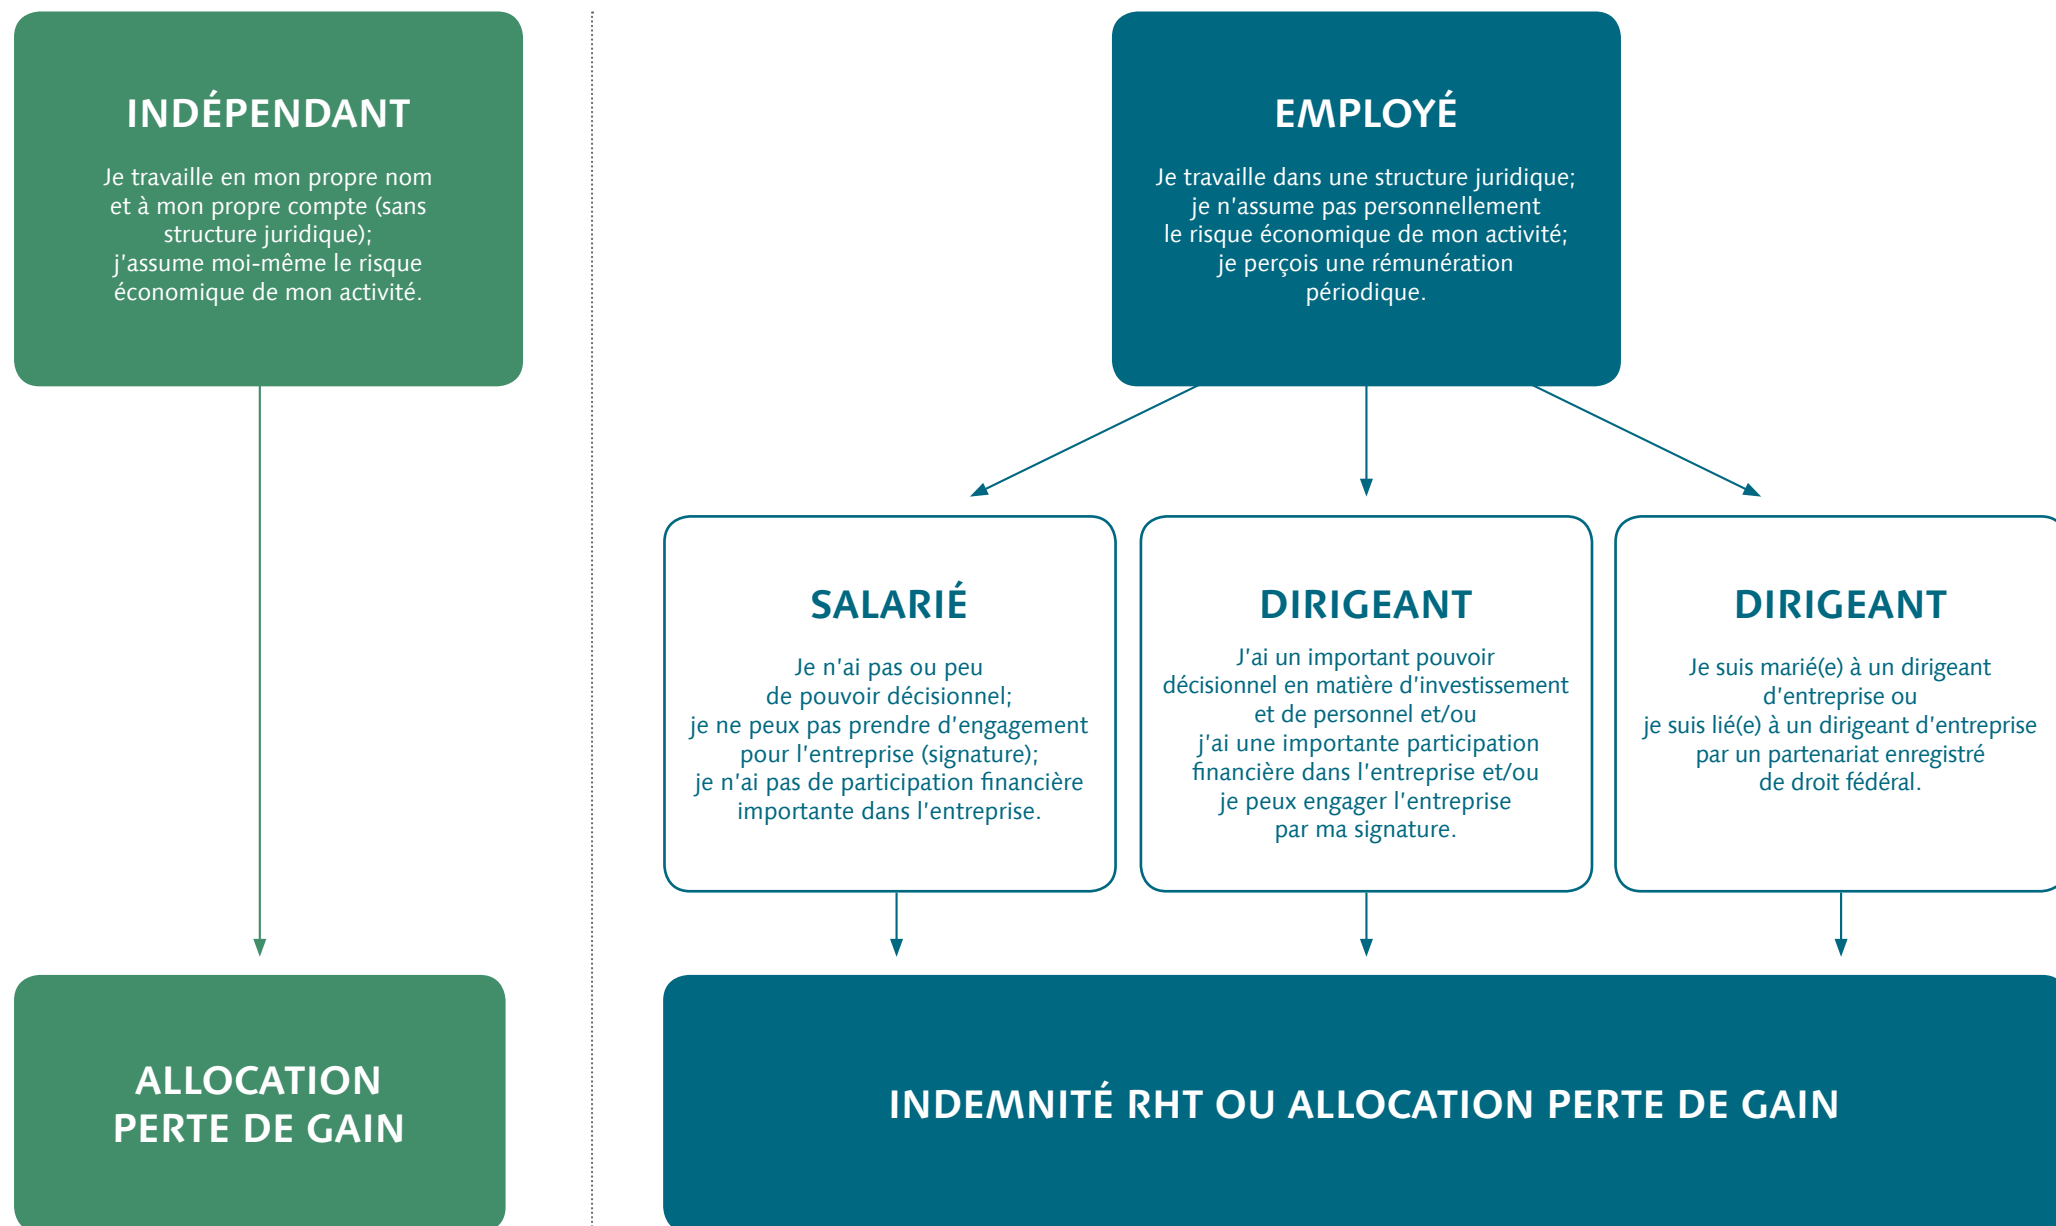 INDÉPENDANT
Je travaille en mon propre nom
et à mon propre compte (sans
structure juridique);
j'assume moi-même le risque
économique de mon activité.
EMPLOYÉ
Je travaille dans une structure juridique;
je n'assume pas personnellement
le risque économique de mon activité;
je perçois une rémunération
périodique.
SALARIÉ
Je n'ai pas ou peu
de pouvoir décisionnel;
je ne peux pas prendre d'engagement
pour l'entreprise (signature);
je n'ai pas de participation financière
importante dans l'entreprise.
DIRIGEANT
J'ai un important pouvoir
décisionnel en matière d'investissement
et de personnel et/ou
j'ai une importante participation
financière dans l'entreprise et/ou
je peux engager l'entreprise
par ma signature.
DIRIGEANT
Je suis marié(e) à un dirigeant
d'entreprise ou
je suis lié(e) à un dirigeant d'entreprise
par un partenariat enregistré
de droit fédéral.
ALLOCATION
PERTE DE GAIN
INDEMNITÉ RHT OU ALLOCATION PERTE DE GAIN